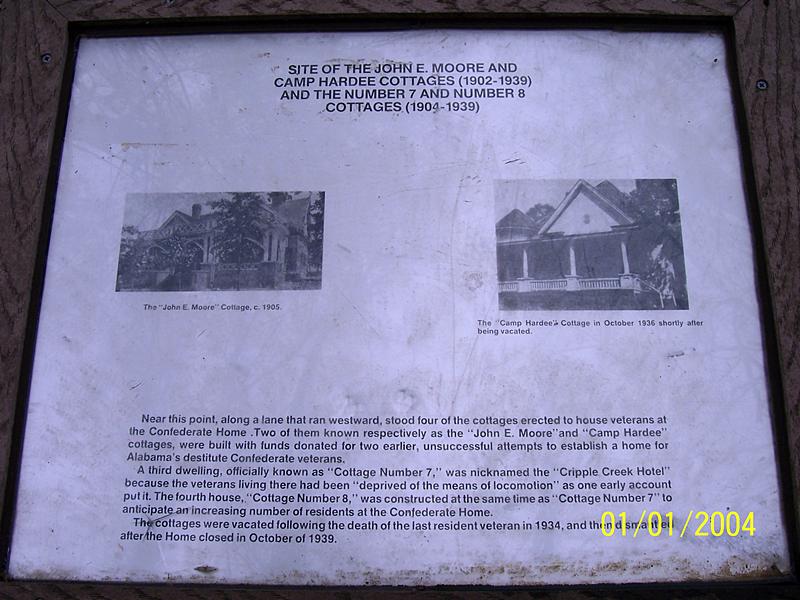 SITE OF THE JOHN E. MOORE AND
CAMP HARDEE COTTAGES (1902-1939)
AND THE NUMBER 7 AND NUMBER 8
COTTAGES (1904-1939)
The "John E. Moore" Cottage, c. 1905.
The "Camp Hardee" Cottage in October 1936 shortly after
being vacated.
Near this point, along a lane that ran westward, stood four of the cottages erected to house veterans at
the Confederate Home .Two of them known respectively as the "John E. Moore"and "Camp Hardee"
cottages, were built with funds donated for two earlier, unsuccessful attempts to establish a home for
Alabama's destitute Confederate veterans.
A third dwelling, officially known as "Cottage Number 7," was nicknamed the "Cripple Creek Hotel"
because the veterans living there had been "deprived of the means of locomotion" as one early account
put it. The fourth house, "Cottage Number 8," was constructed at the same time as "Cottage Number 7" to
anticipate an increasing number of residents at the Confederate Home.
The cottages were vacated following the death of the last resident veteran in 1934, and then dismantled
after the Home closed in October of 1939.
01/01/2004